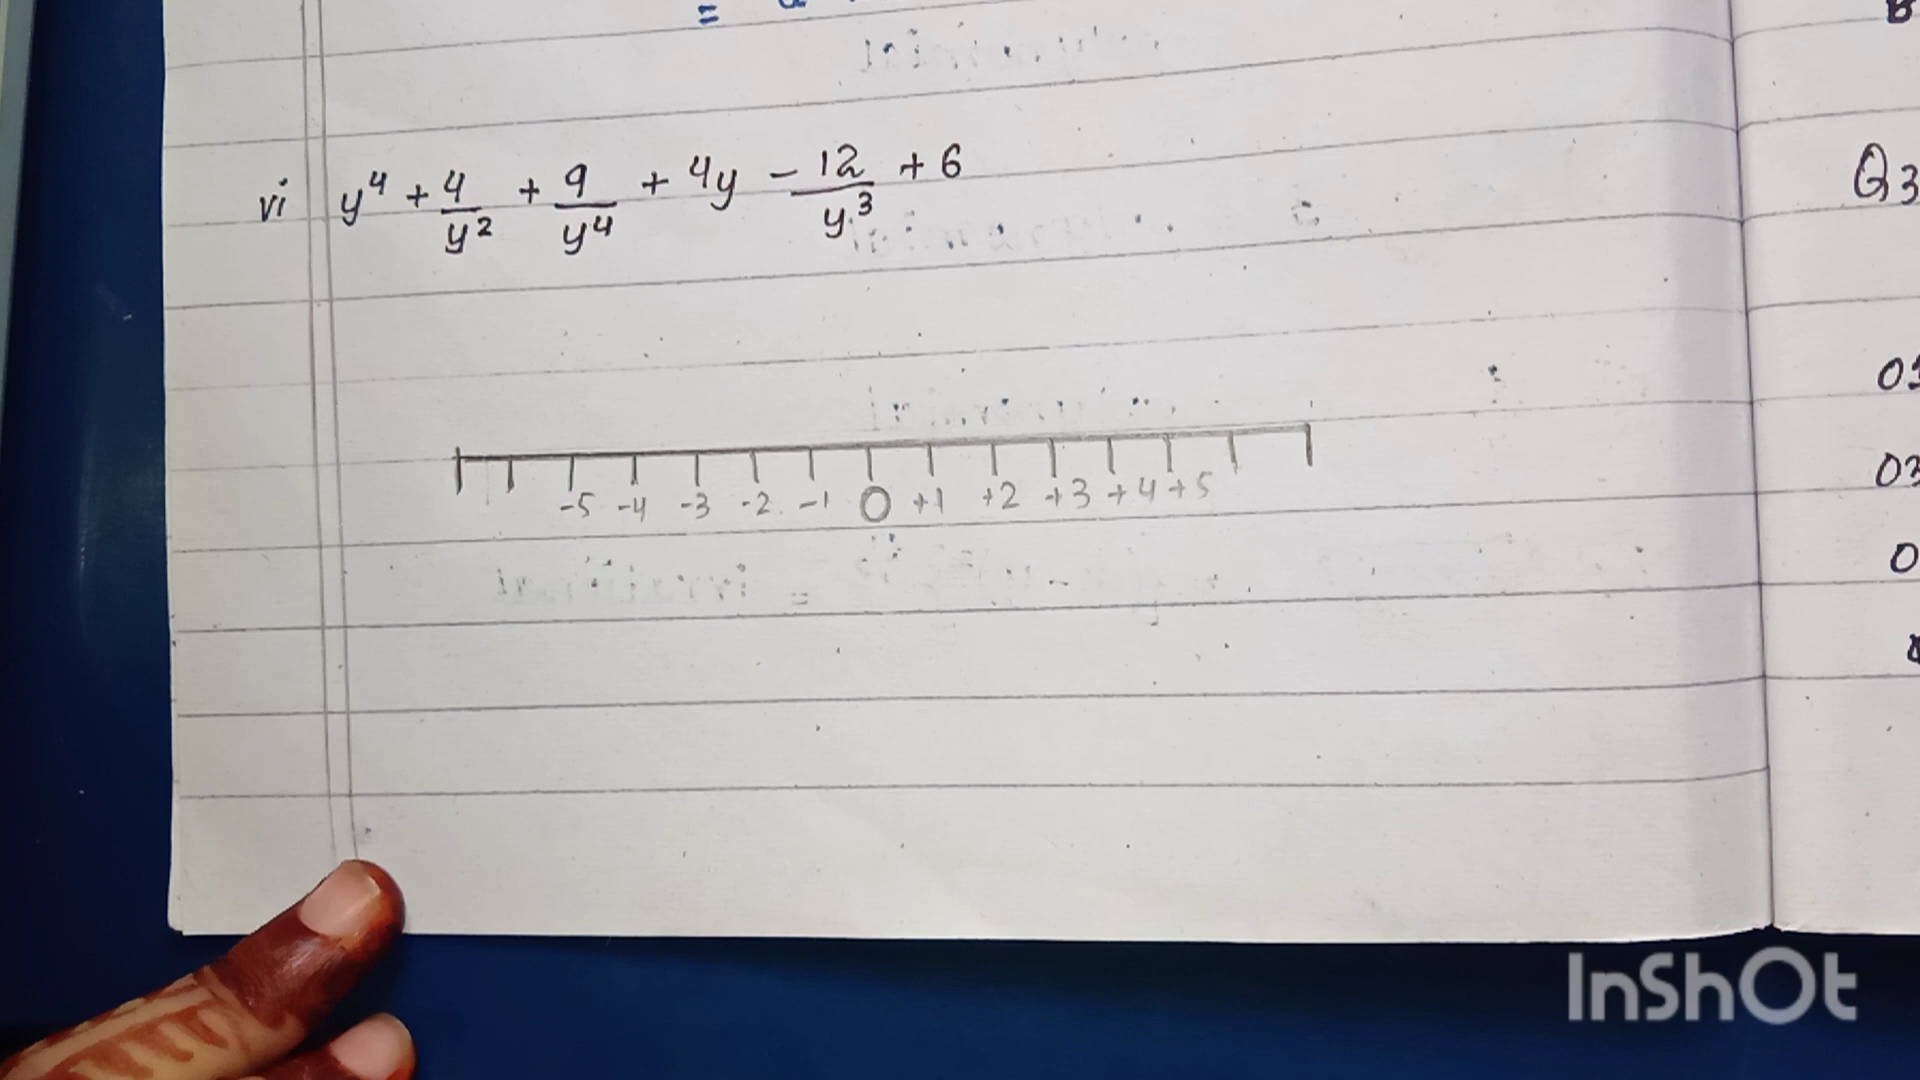 =
vi y⁴ + 4/y² + 9/y⁴ + 4y - 12/y³ + 6
Q3
-5 -4 -3 -2 -1 0 +1 +2 +3 +4 +5
03
InShOt